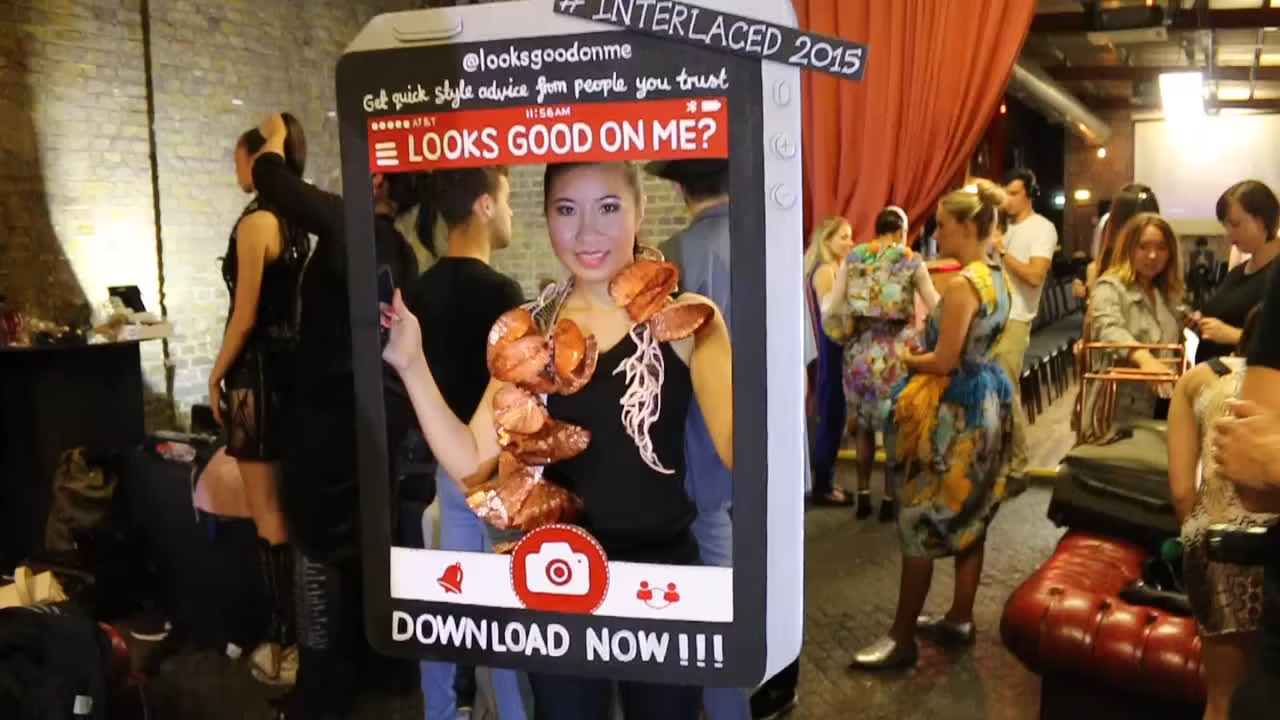 # INTERLACED 2015
@looksgoodonme
Get quick style advice from people you trust
AT&T 11:56AM
LOOKS GOOD ON ME?
DOWNLOAD NOW!!!